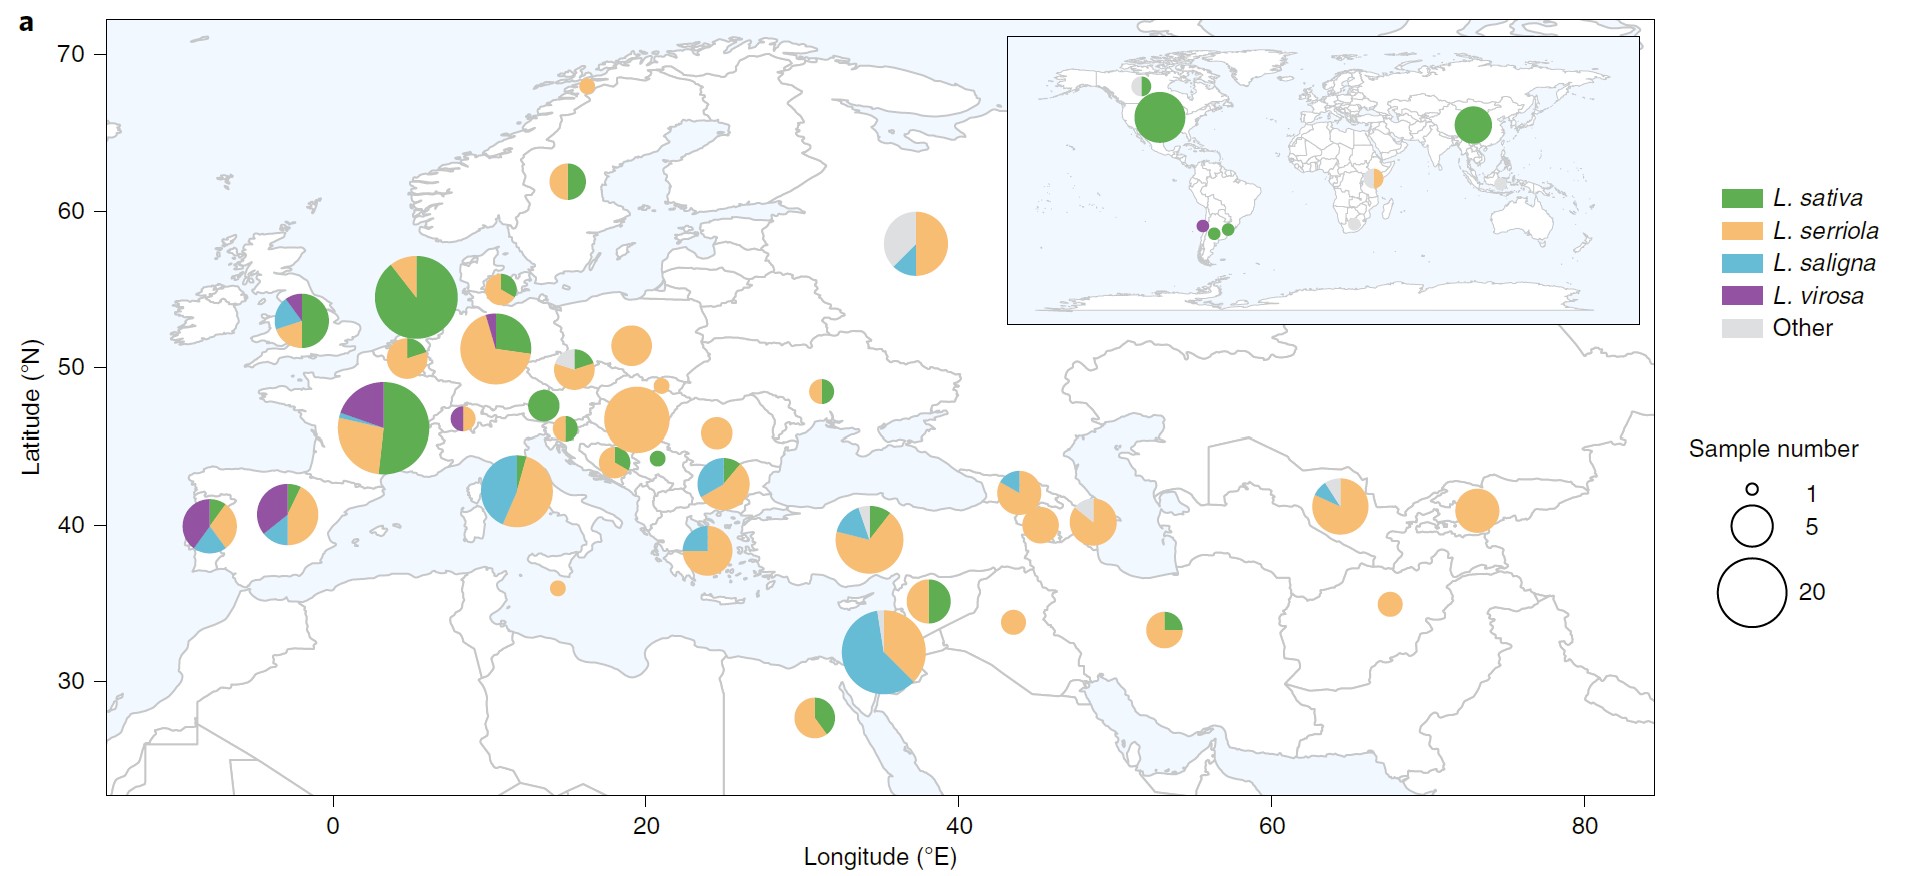 a
70
60
50
40
30
Latitude (°N)
0 20 40 60 80
Longitude (°E)
L. sativa
L. serriola
L. saligna
L. virosa
Other
Sample number
1
5
20